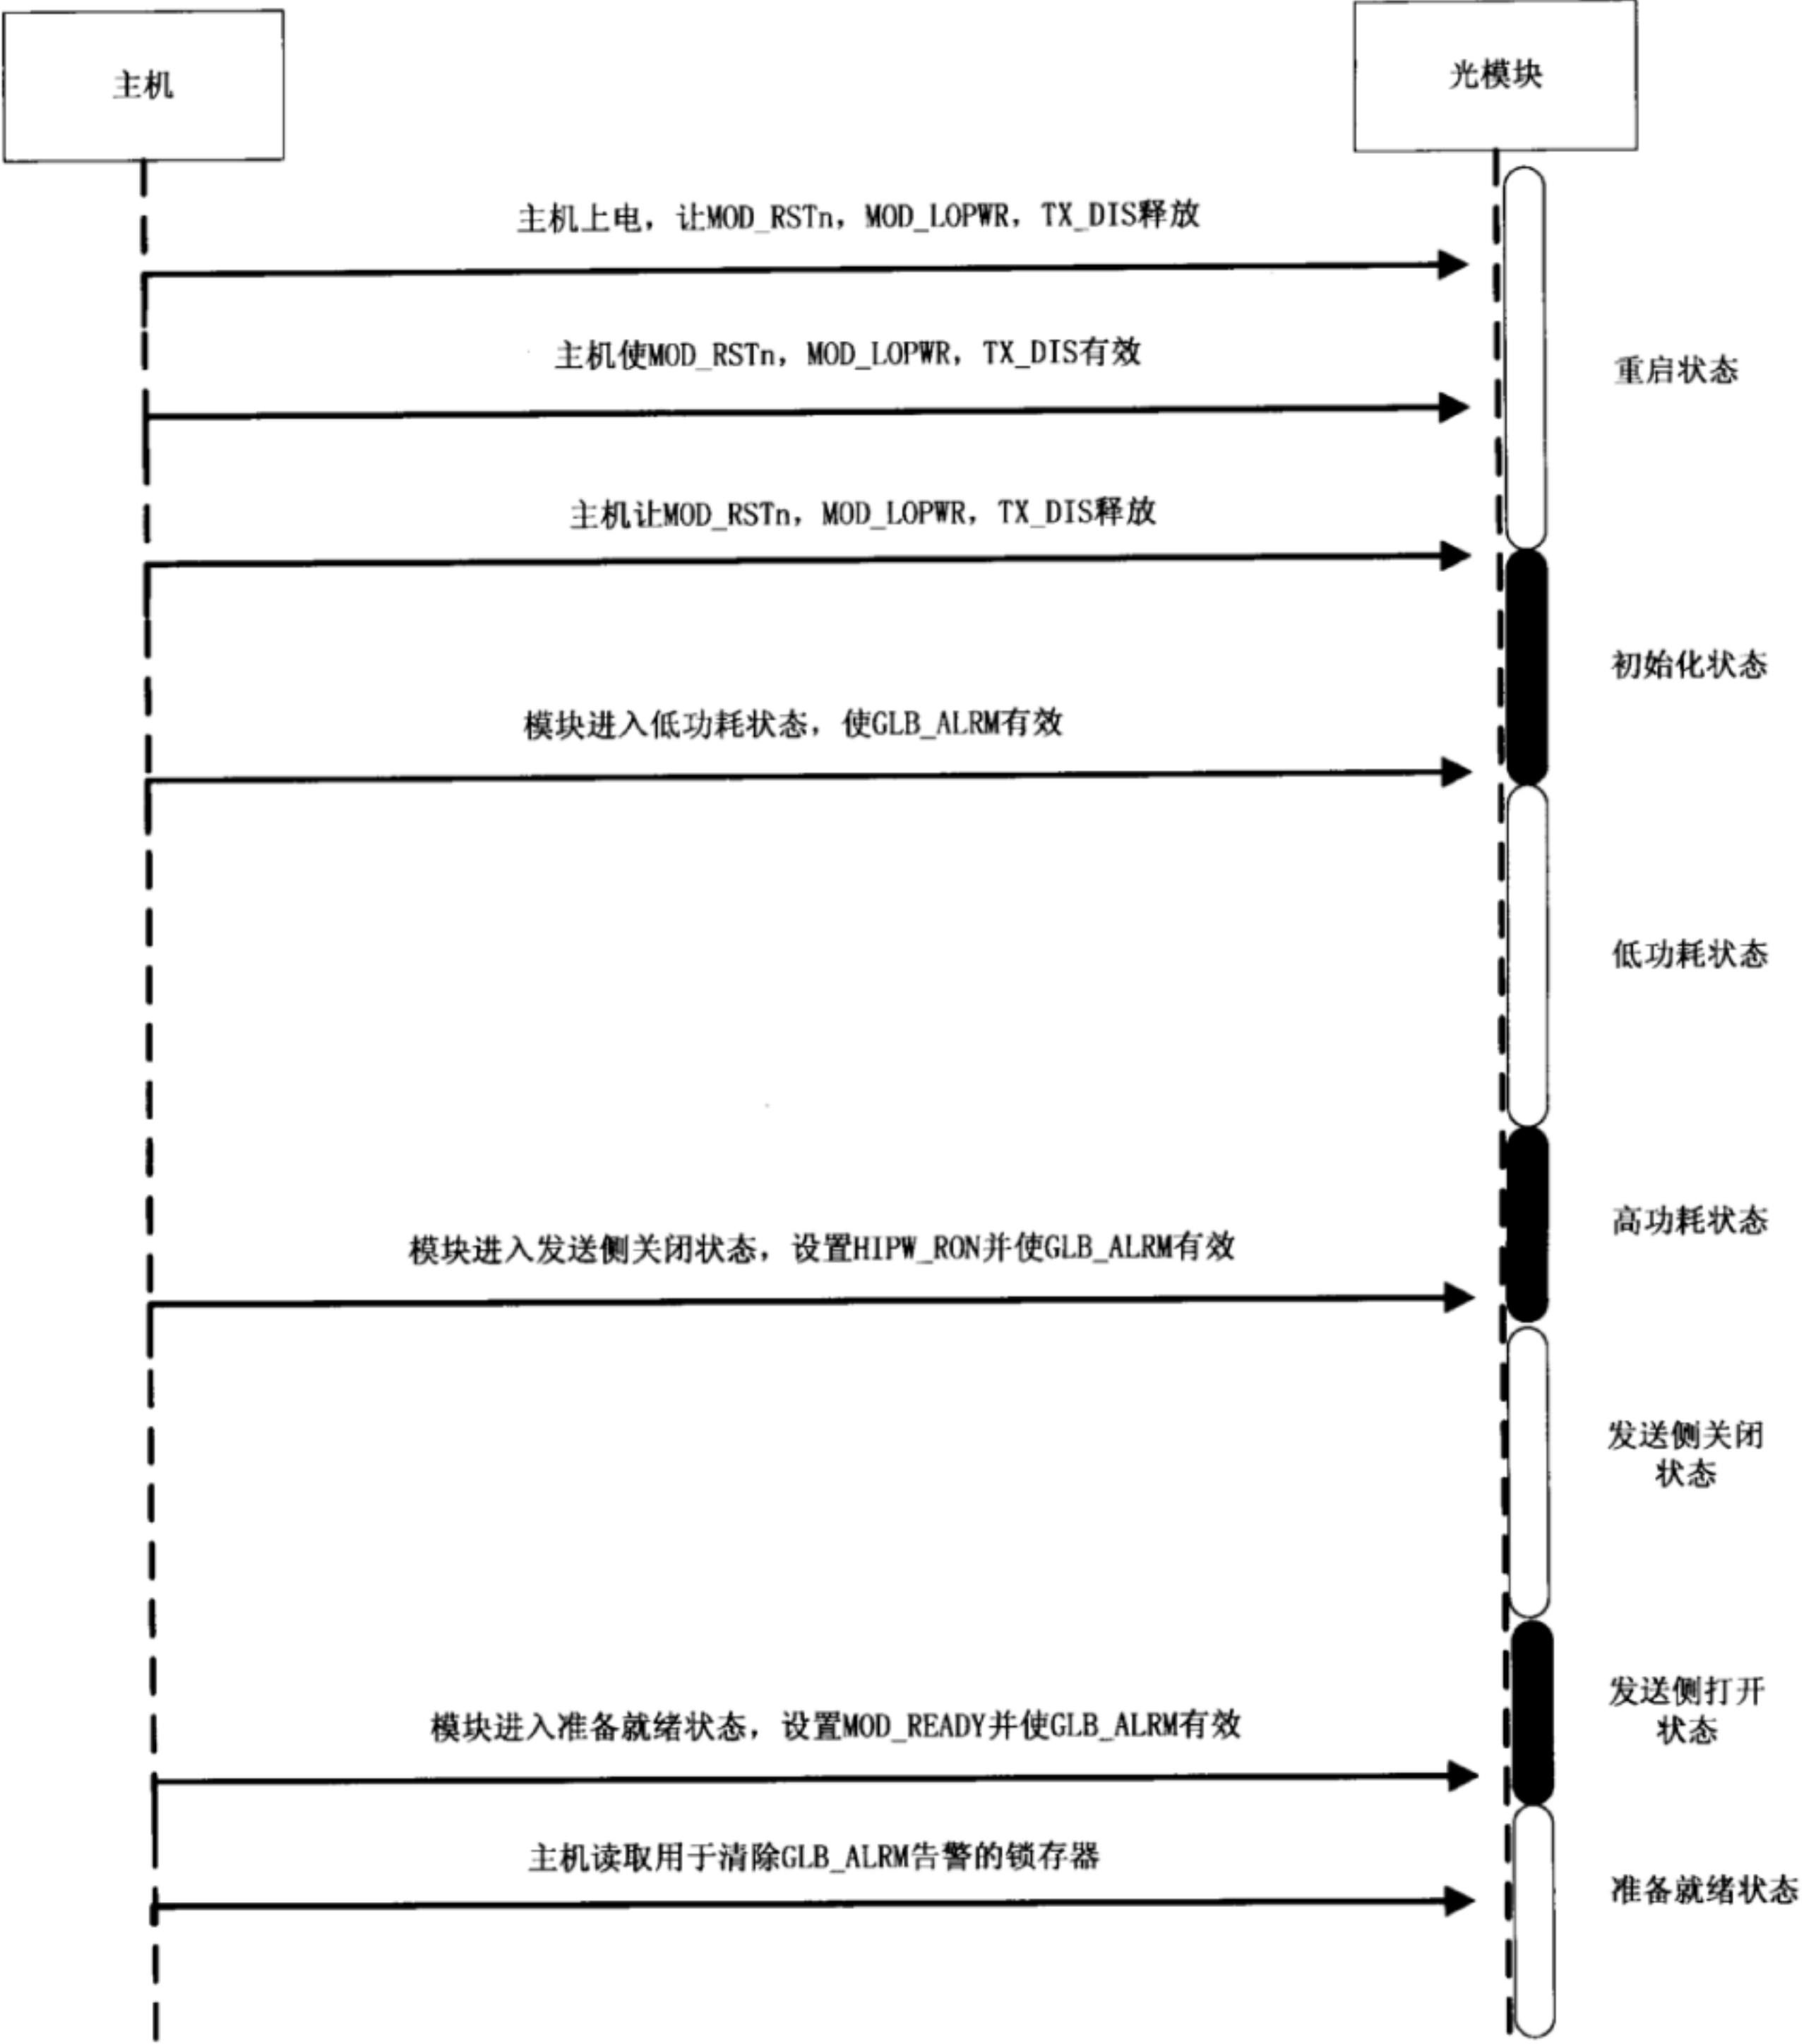 主机
光模块
主机上电，让MOD_RSTn，MOD_LOPWR，TX_DIS释放
主机使MOD_RSTn，MOD_LOPWR，TX_DIS有效
重启状态
主机让MOD_RSTn，MOD_LOPWR，TX_DIS释放
初始化状态
模块进入低功耗状态，使GLB_ALRM有效
低功耗状态
高功耗状态
模块进入发送侧关闭状态，设置HIPW_RON并使GLB_ALRM有效
发送侧关闭
状态
发送侧打开
状态
模块进入准备就绪状态，设置MOD_READY并使GLB_ALRM有效
主机读取用于清除GLB_ALRM告警的锁存器
准备就绪状态